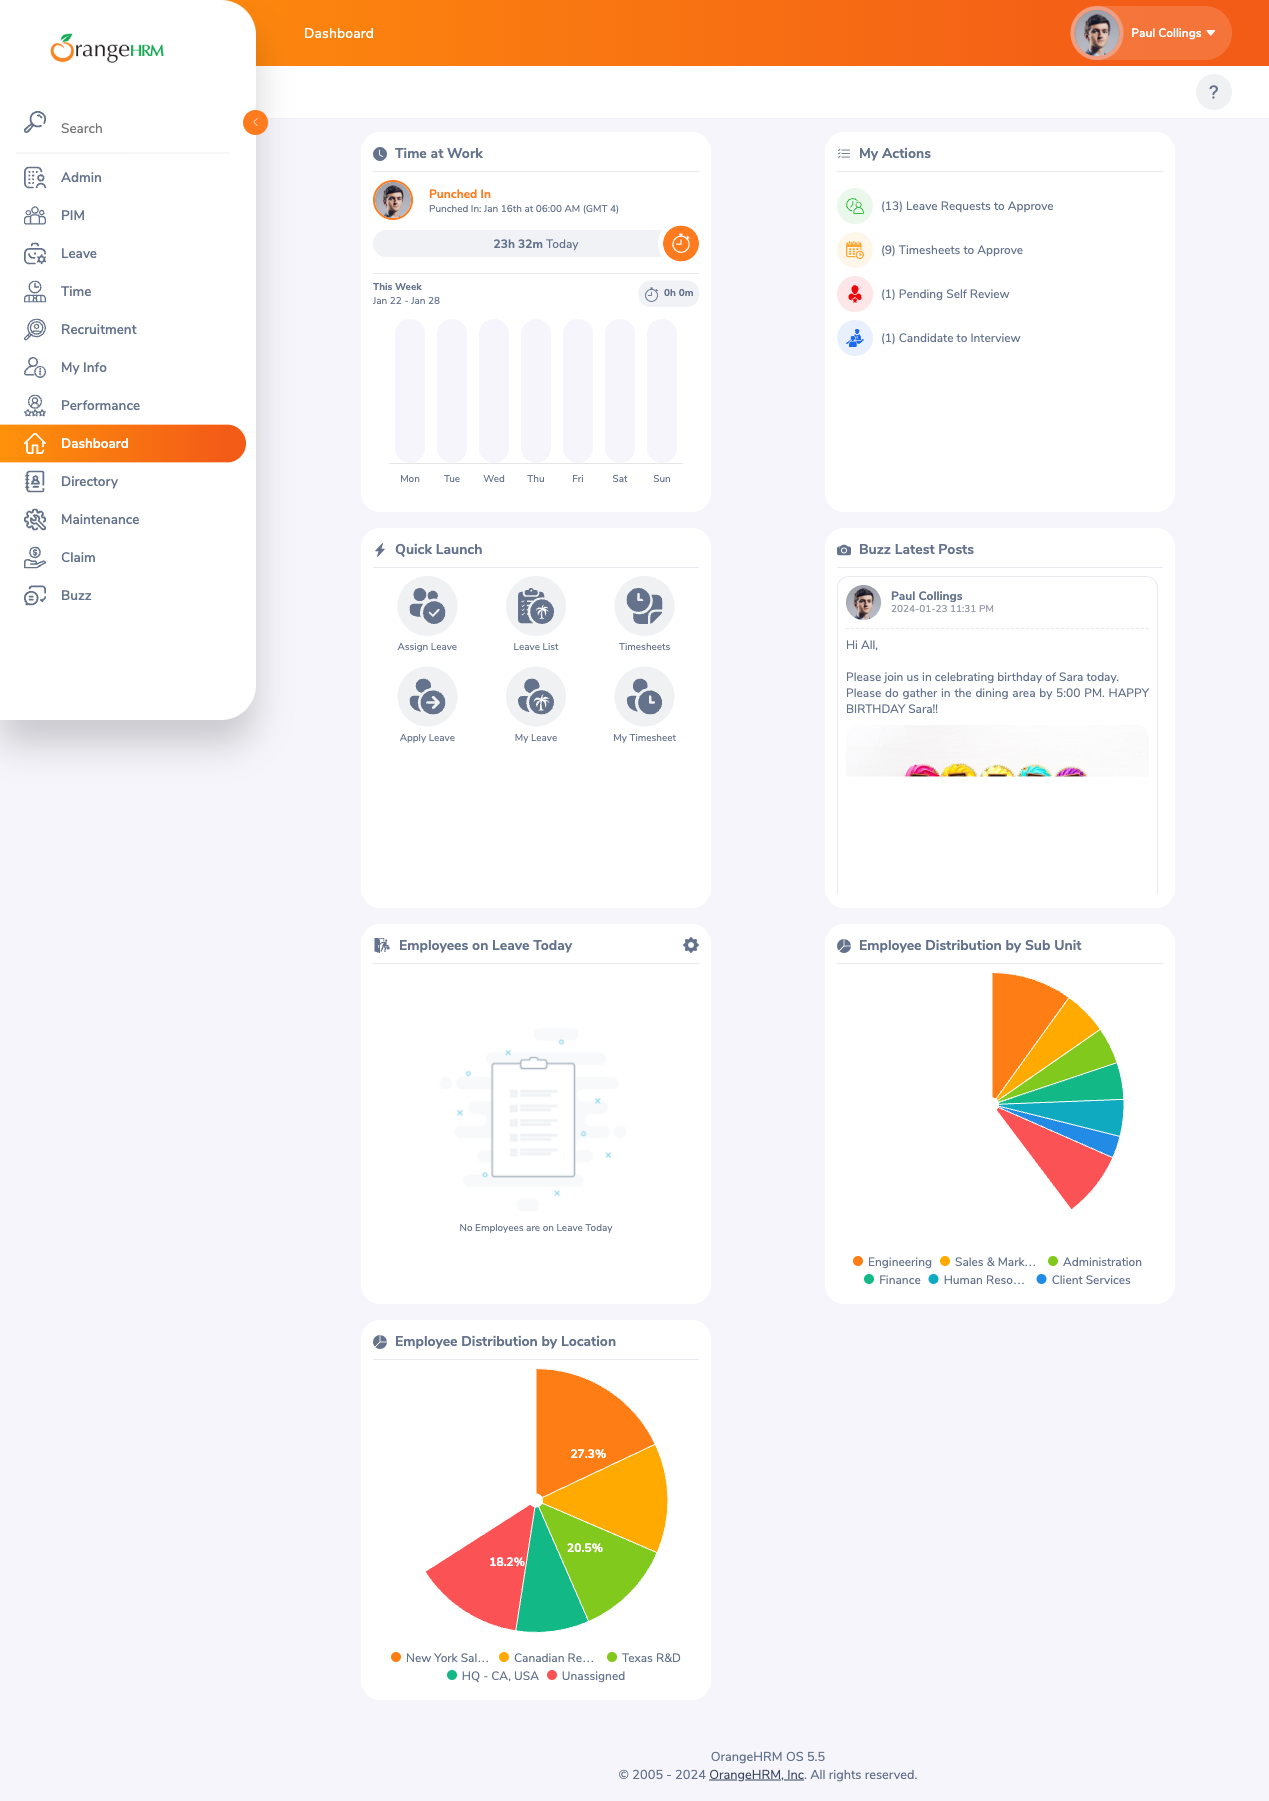 OrangeHRM
Dashboard
Paul Collings
?
Search
Admin
PIM
Leave
Time
Recruitment
My Info
Performance
Dashboard
Directory
Maintenance
Claim
Buzz
Time at Work
Punched In
Punched In: Jan 16th at 06:00 AM (GMT 4)
23h 32m Today
This Week
Jan 22 - Jan 28
0h 0m
Mon Tue Wed Thu Fri Sat Sun
My Actions
(13) Leave Requests to Approve
(9) Timesheets to Approve
(1) Pending Self Review
(1) Candidate to Interview
Quick Launch
Assign Leave Leave List Timesheets
Apply Leave My Leave My Timesheet
Buzz Latest Posts
Paul Collings
2024-01-23 11:31 PM
Hi All,
Please join us in celebrating birthday of Sara today.
Please do gather in the dining area by 5:00 PM. HAPPY
BIRTHDAY Sara!!
Employees on Leave Today
No Employees are on Leave Today
Employee Distribution by Sub Unit
Engineering Sales & Mark... Administration
Finance Human Reso... Client Services
Employee Distribution by Location
27.3%
20.5%
18.2%
New York Sal... Canadian Re... Texas R&D
HQ - CA, USA Unassigned
OrangeHRM OS 5.5
© 2005 - 2024 OrangeHRM, Inc. All rights reserved.